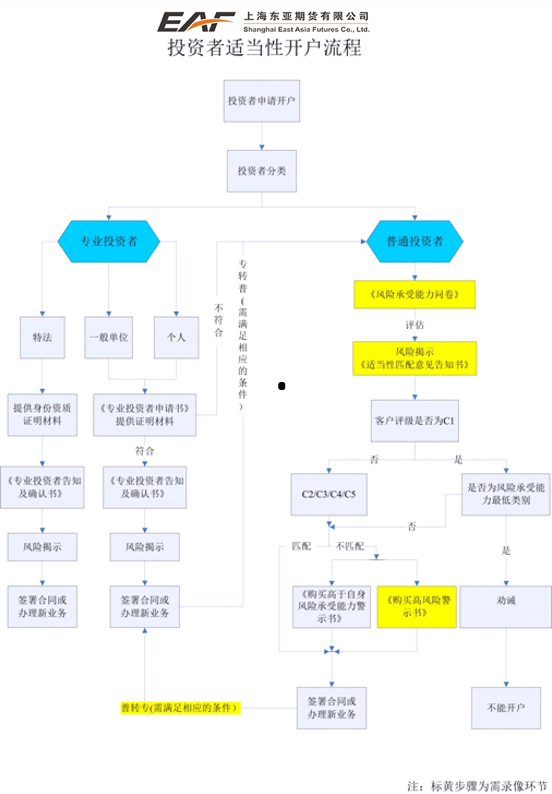 EAF 上海东亚期货有限公司
Shanghai East Asia Futures Co., Ltd.
投资者适当性开户流程
投资者申请开户
投资者分类
专业投资者
普通投资者
《风险承受能力问卷》
评估
风险揭示
《适当性匹配意见告知书》
客户评级是否为C1
专转普(需满足相应的条件)
不符合
特法
一般单位
个人
提供身份资质
证明材料
《专业投资者申请书》
提供证明材料
符合
否
是
《专业投资者告知
及确认书》
《专业投资者告知
及确认书》
C2/C3/C4/C5
是否为风险承受能
力最低类别
否
是
匹配
不匹配
风险揭示
风险揭示
签署合同或
办理新业务
签署合同或
办理新业务
《购买高于自身
风险承受能力警
示书》
《购买高风险警
示书》
劝诫
普转专(需满足相应的条件)
签署合同或
办理新业务
不能开户
注:标黄步骤为需录像环节